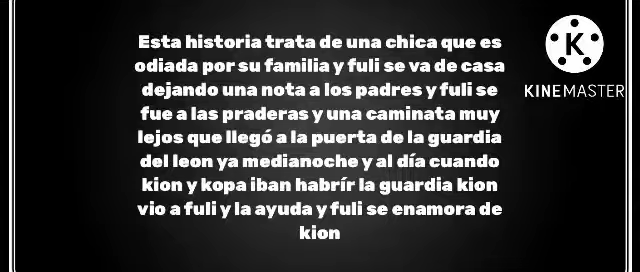 Esta historia trata de una chica que es
odiada por su familia y fuli se va de casa
dejando una nota a los padres y fuli se
fue a las praderas y una caminata muy
lejos que llegó a la puerta de la guardia
del leon ya medianoche y al día cuando
kion y kopa iban habrír la guardia kion
vio a fuli y la ayuda y fuli se enamora de
kion
K
KINEMASTER